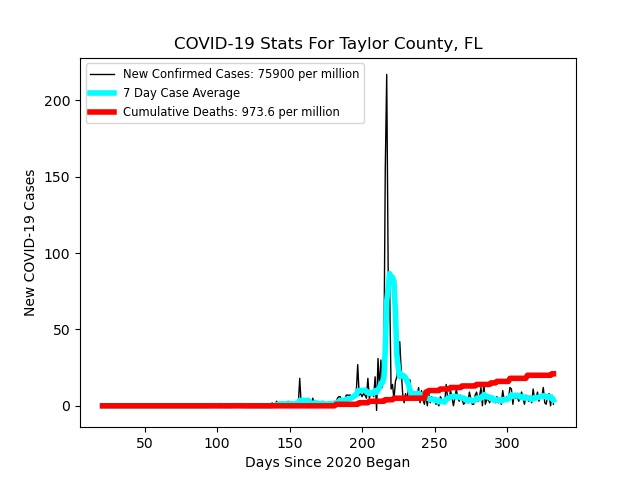 COVID-19 Stats For Taylor County, FL
New Confirmed Cases: 75900 per million
7 Day Case Average
Cumulative Deaths: 973.6 per million
New COVID-19 Cases
200
150
100
50
0
50 100 150 200 250 300
Days Since 2020 Began